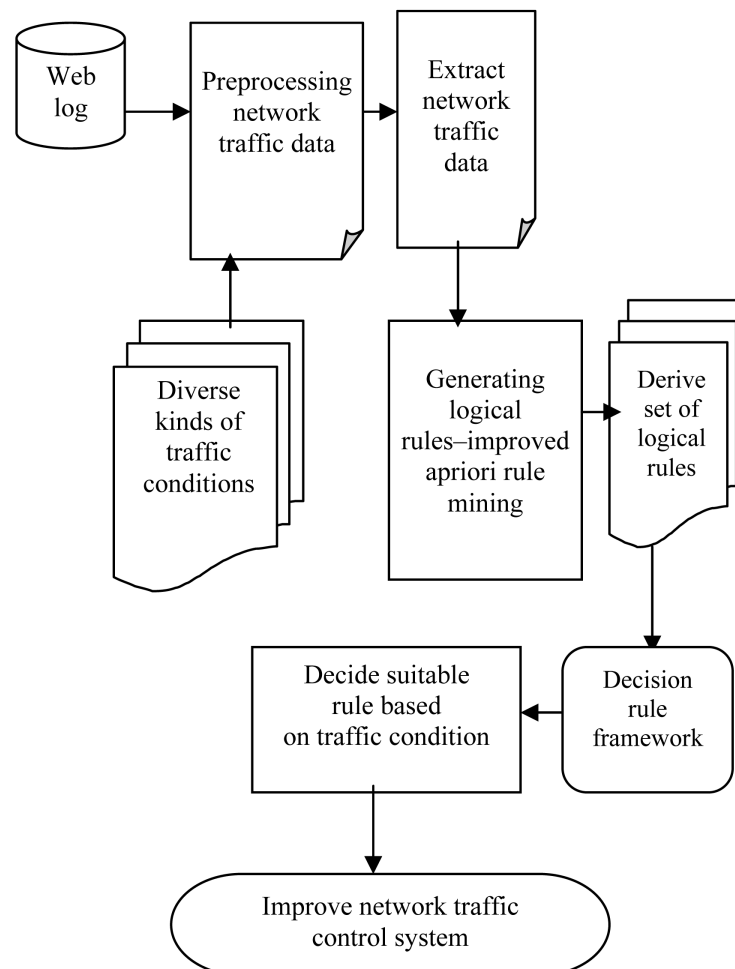 Web
log
Preprocessing
network
traffic data
Extract
network
traffic
data
Diverse
kinds of
traffic
conditions
Generating
logical
rules–improved
apriori rule
mining
Derive
set of
logical
rules
Decision
rule
framework
Decide suitable
rule based
on traffic condition
Improve network traffic
control system